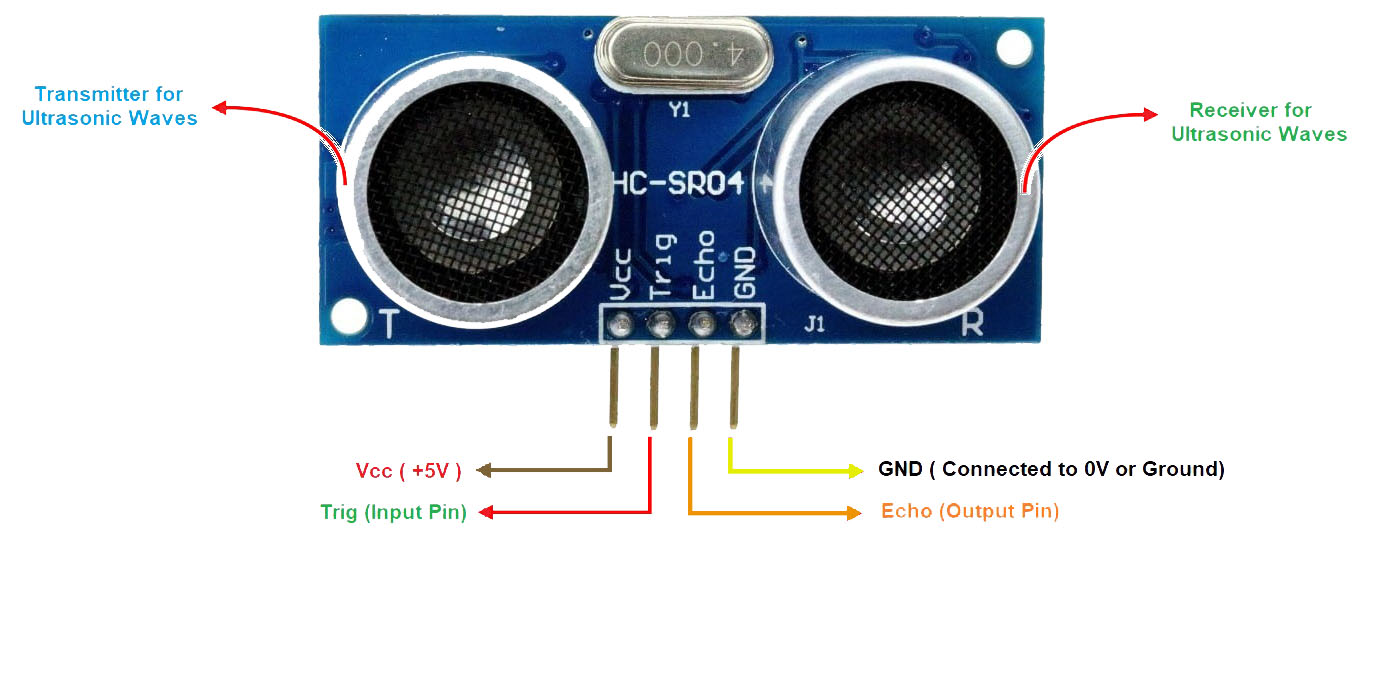 4.000
Y1
Transmitter for
Ultrasonic Waves
Receiver for
Ultrasonic Waves
HC-SR04
Vcc
Trig
Echo
GND
T
J1
R
Vcc ( +5V )
GND ( Connected to 0V or Ground)
Trig (Input Pin)
Echo (Output Pin)